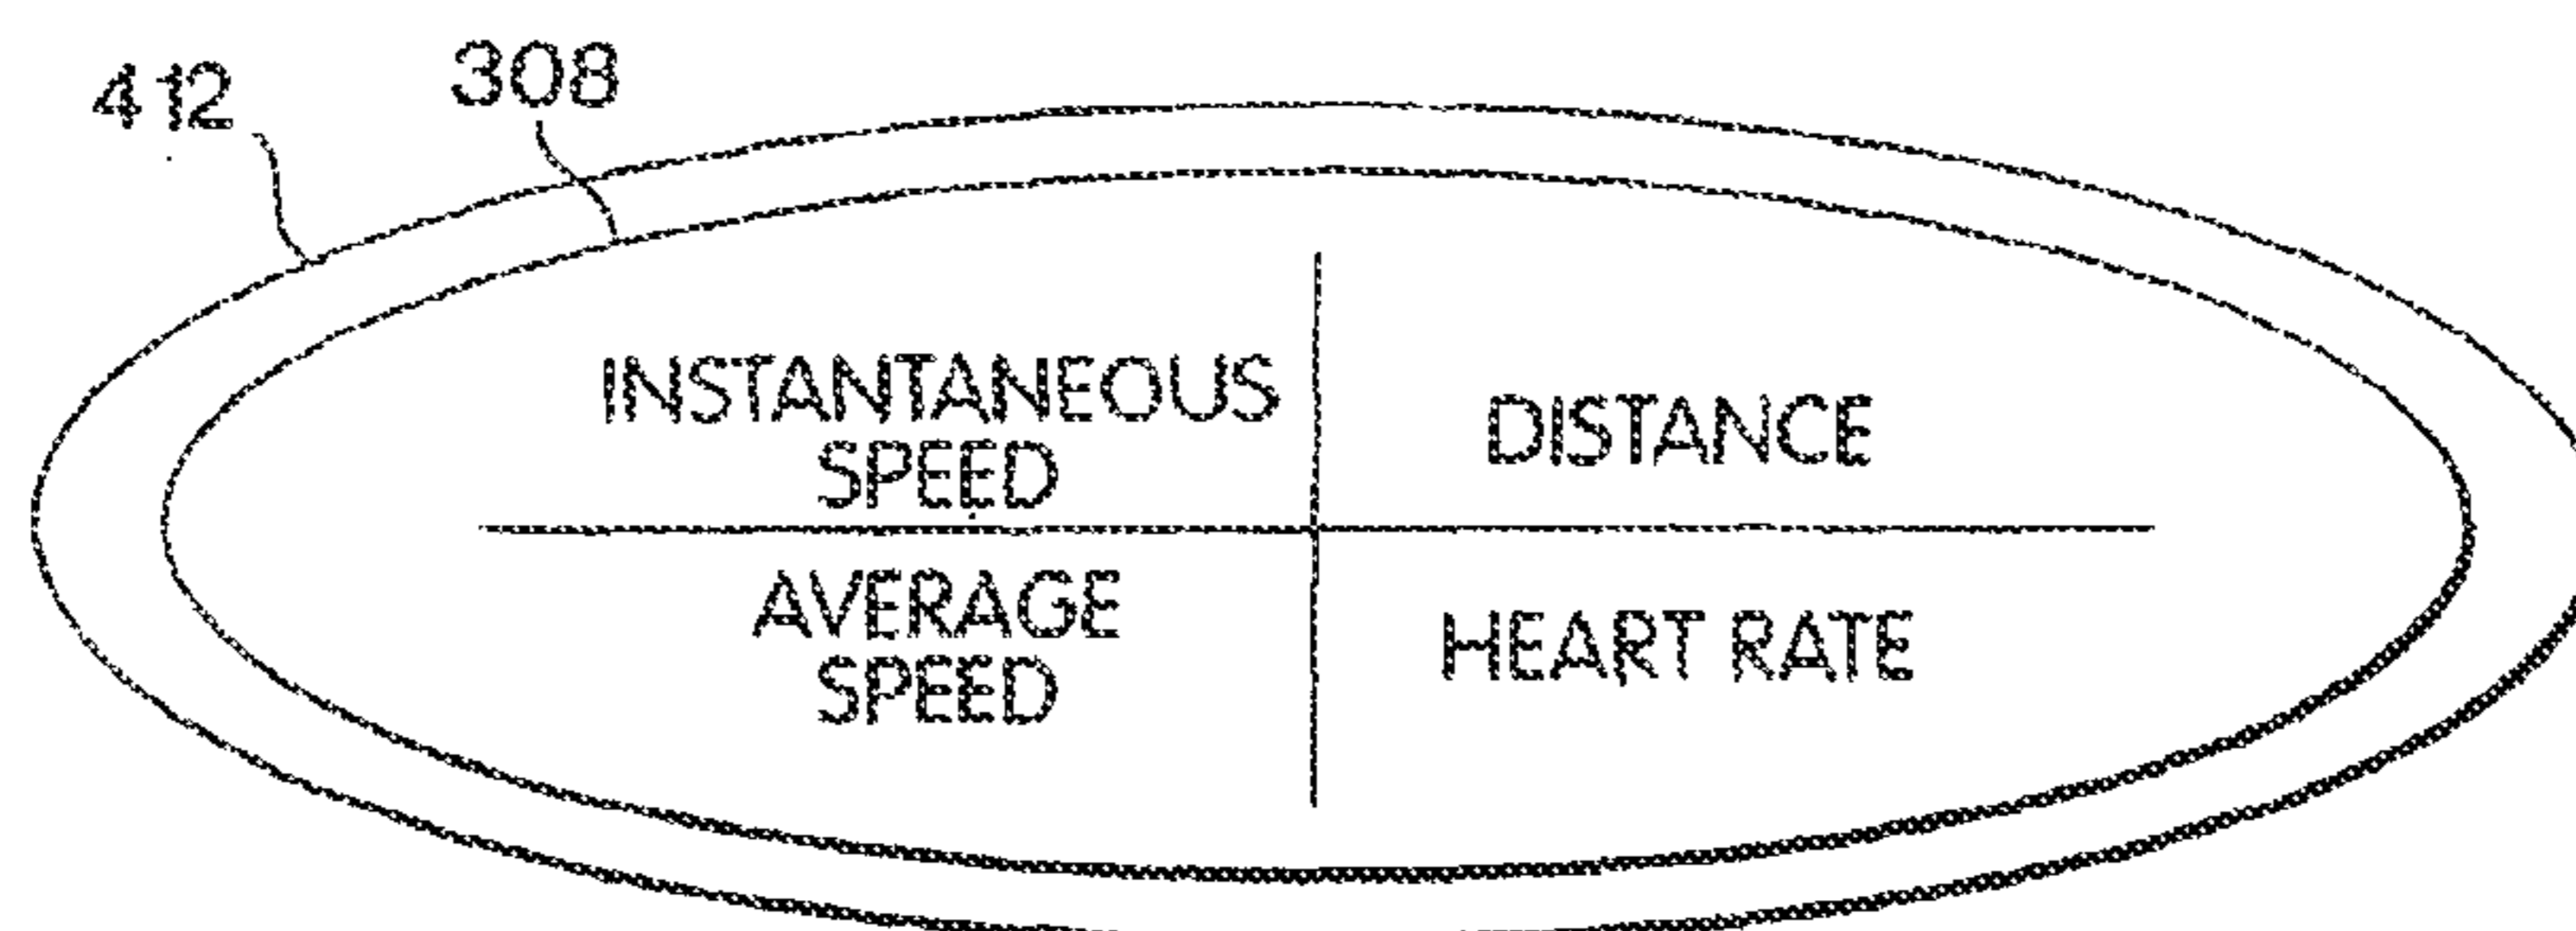 412
308
INSTANTANEOUS
SPEED
DISTANCE
AVERAGE
SPEED
HEART RATE